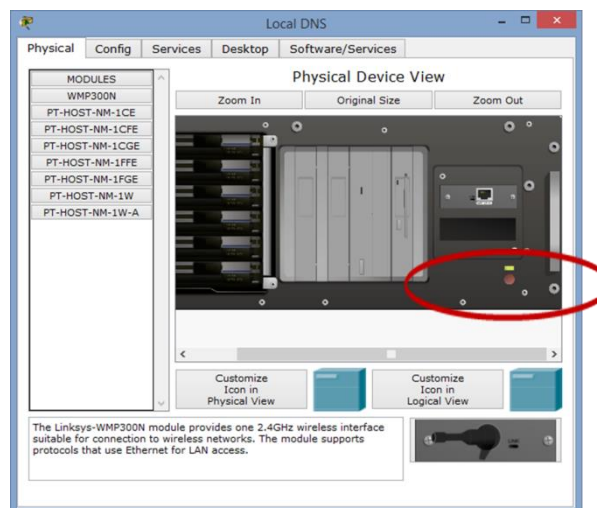 Local DNS
Physical Config Services Desktop Software/Services
MODULES
WMP300N
PT-HOST-NM-1CE
PT-HOST-NM-1CFE
PT-HOST-NM-1CGE
PT-HOST-NM-1FFE
PT-HOST-NM-1FGE
PT-HOST-NM-1W
PT-HOST-NM-1W-A
Physical Device View
Zoom In Original Size Zoom Out
Customize
Icon in
Physical View
Customize
Icon in
Logical View
The Linksys-WMP300N module provides one 2.4GHz wireless interface
suitable for connection to wireless networks. The module supports
protocols that use Ethernet for LAN access.